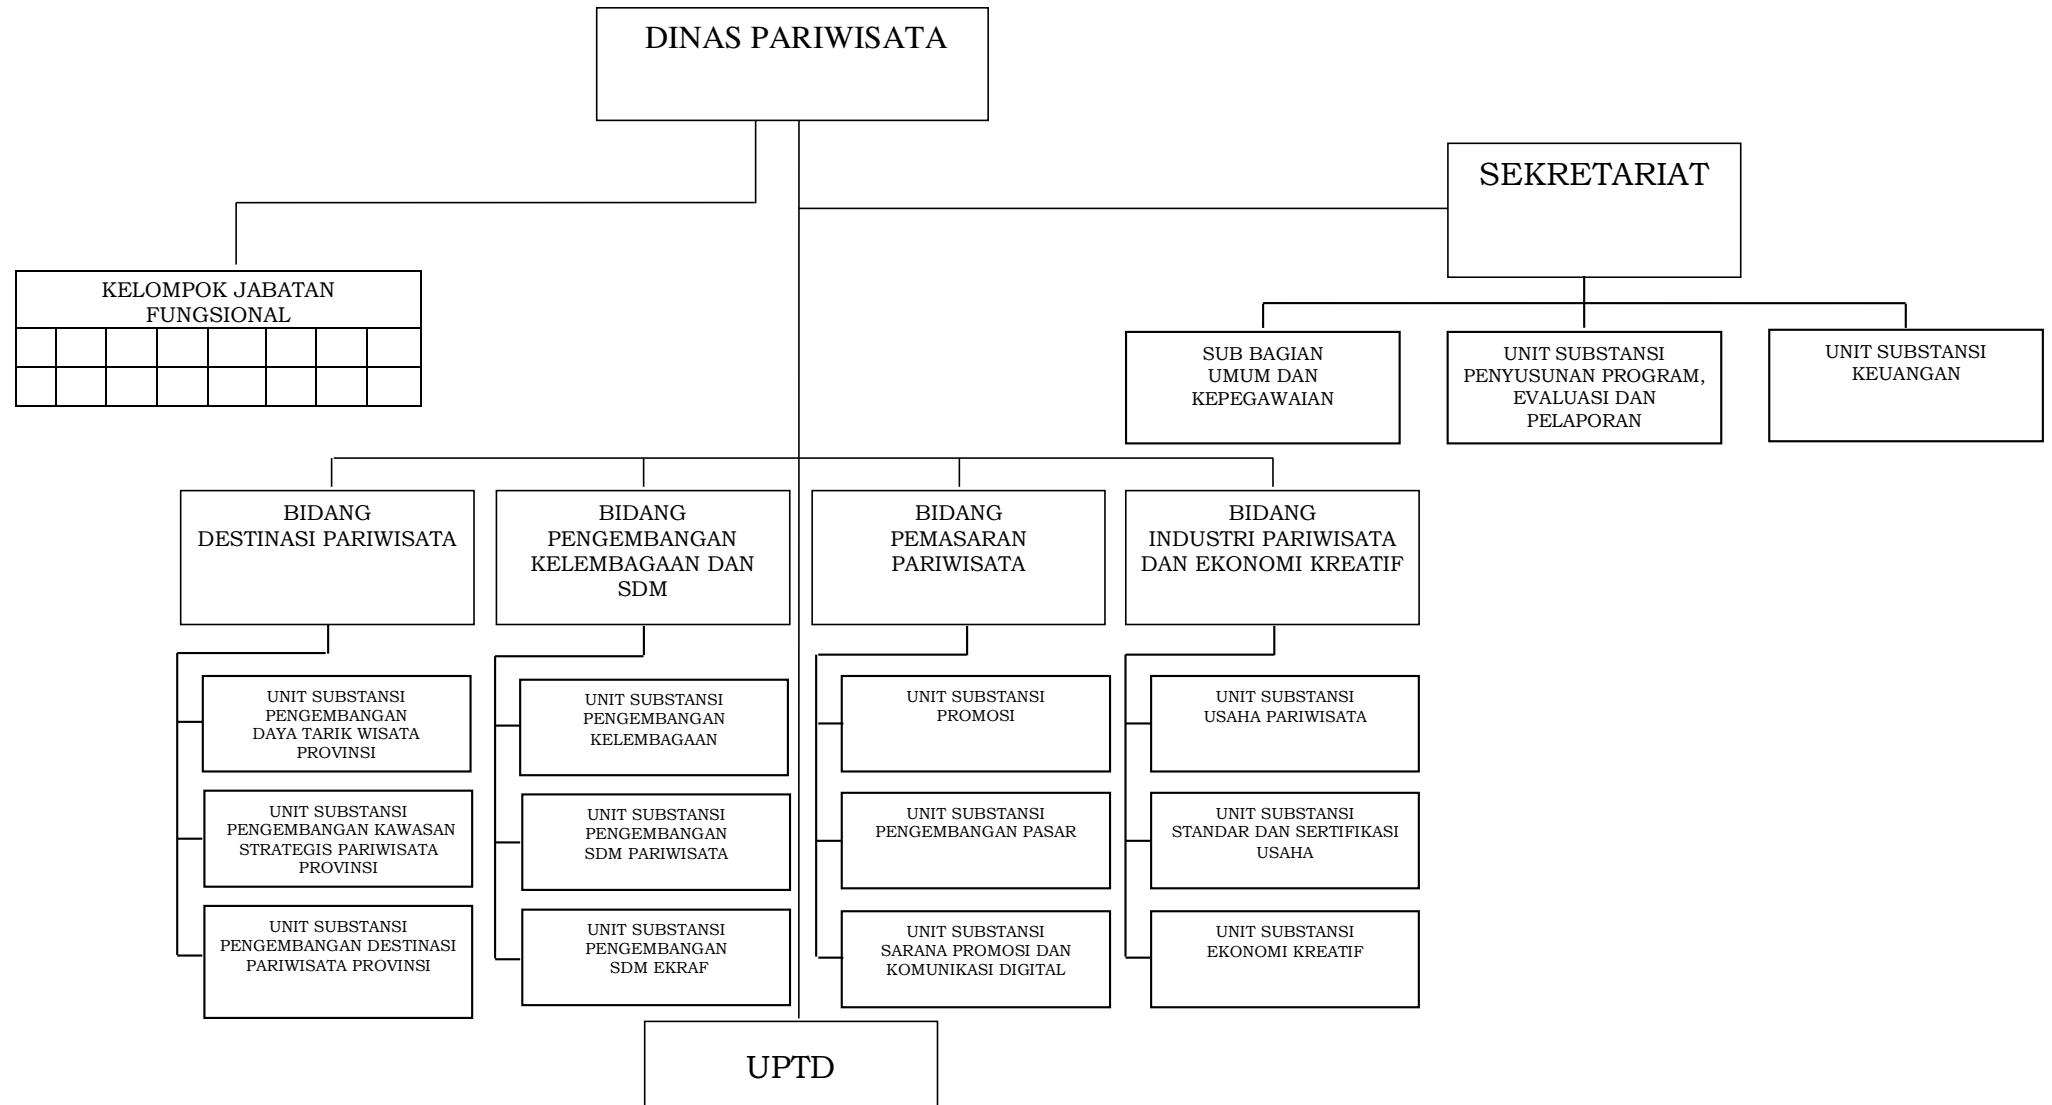 DINAS PARIWISATA
SEKRETARIAT
KELOMPOK JABATAN
FUNGSIONAL
SUB BAGIAN
UMUM DAN
KEPEGAWAIAN
UNIT SUBSTANSI
PENYUSUNAN PROGRAM,
EVALUASI DAN
PELAPORAN
UNIT SUBSTANSI
KEUANGAN
BIDANG
DESTINASI PARIWISATA
BIDANG
PENGEMBANGAN
KELEMBAGAAN DAN
SDM
BIDANG
PEMASARAN
PARIWISATA
BIDANG
INDUSTRI PARIWISATA
DAN EKONOMI KREATIF
UNIT SUBSTANSI
PENGEMBANGAN
DAYA TARIK WISATA
PROVINSI
UNIT SUBSTANSI
PENGEMBANGAN KAWASAN
STRATEGIS PARIWISATA
PROVINSI
UNIT SUBSTANSI
PENGEMBANGAN DESTINASI
PARIWISATA PROVINSI
UNIT SUBSTANSI
PENGEMBANGAN
KELEMBAGAAN
UNIT SUBSTANSI
PENGEMBANGAN
SDM PARIWISATA
UNIT SUBSTANSI
PENGEMBANGAN
SDM EKRAF
UNIT SUBSTANSI
PROMOSI
UNIT SUBSTANSI
PENGEMBANGAN PASAR
UNIT SUBSTANSI
SARANA PROMOSI DAN
KOMUNIKASI DIGITAL
UNIT SUBSTANSI
USAHA PARIWISATA
UNIT SUBSTANSI
STANDAR DAN SERTIFIKASI
USAHA
UNIT SUBSTANSI
EKONOMI KREATIF
UPTD